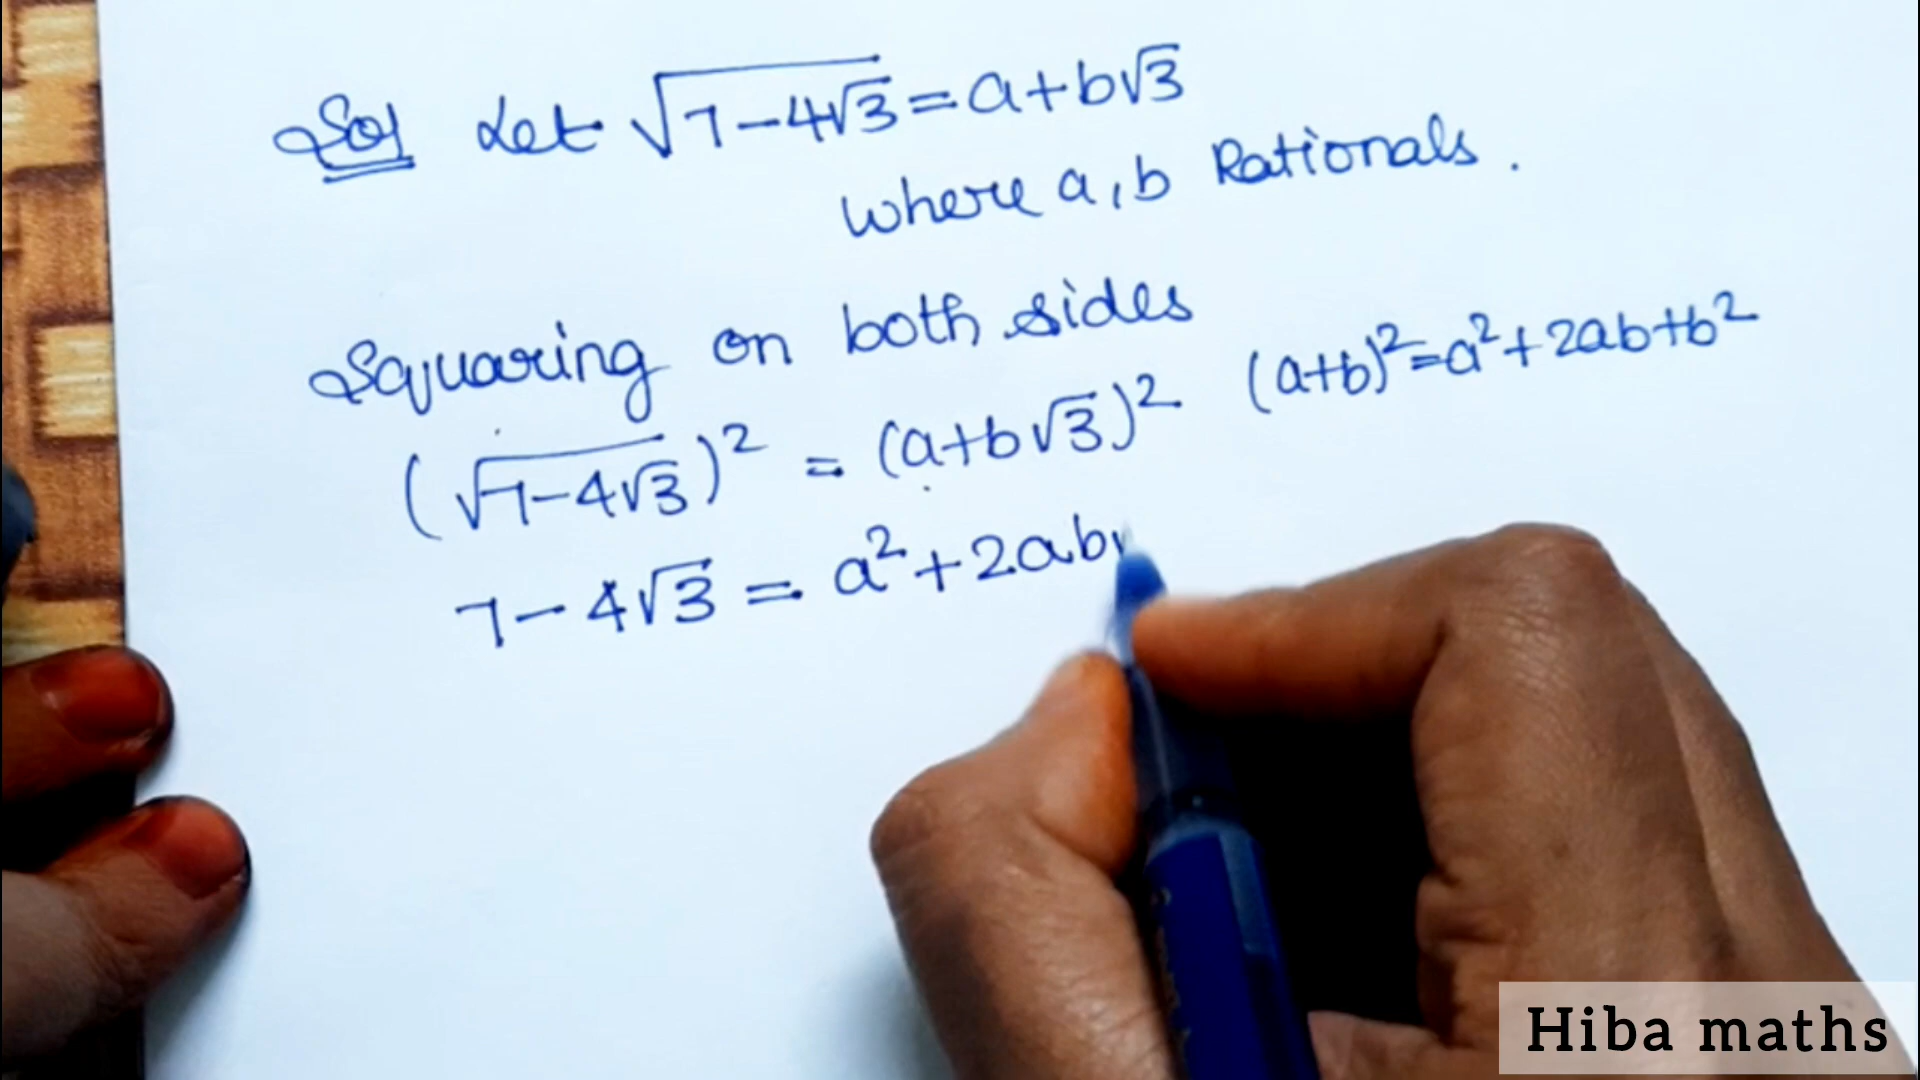 Sol Let √(7-4√3) = a+b√3
where a, b Rationals.
Squaring on both sides
(a+b)² = a²+2ab+b²
(√(7-4√3))² = (a+b√3)²
7-4√3 = a²+2ab
Hiba maths